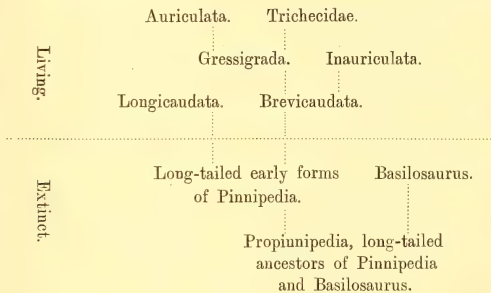 Auriculata. Trichecidae.
Gressigrada. Inauriculata.
Living.
Longicaudata. Brevicaudata.
Long-tailed early forms Basilosaurus.
of Pinnipedia.
Extinct.
Propinnipedia, long-tailed
ancestors of Pinnipedia
and Basilosaurus.